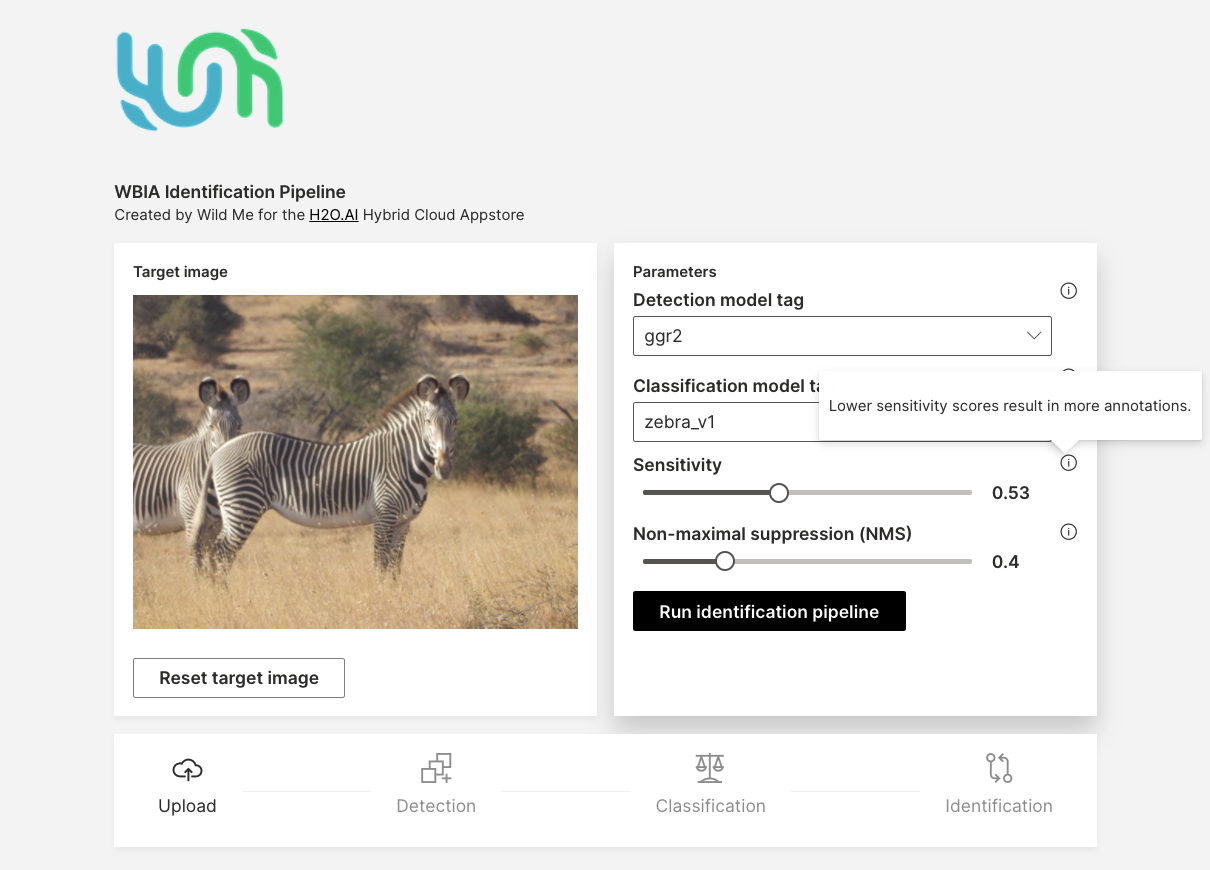 WBIA Identification Pipeline
Created by Wild Me for the H2O.AI Hybrid Cloud Appstore
Target image
Reset target image
Parameters
Detection model tag
ggr2
Classification model ta
Lower sensitivity scores result in more annotations.
zebra_v1
Sensitivity
0.53
Non-maximal suppression (NMS)
0.4
Run identification pipeline
Upload
Detection
Classification
Identification